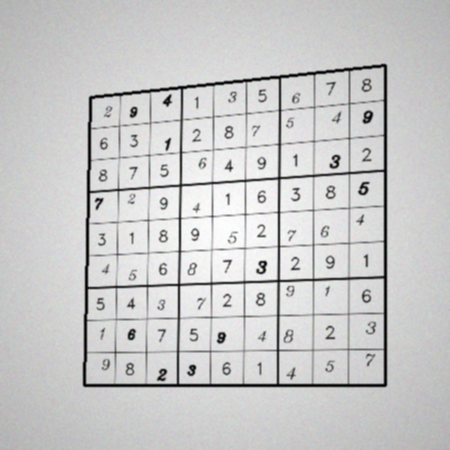 2 9 4 1 3 5 6 7 8
6 3 1 2 8 7 5 4 9
8 7 5 6 4 9 1 3 2
7 2 9 4 1 6 3 8 5
3 1 8 9 5 2 7 6 4
4 5 6 8 7 3 2 9 1
5 4 3 7 2 8 9 1 6
1 6 7 5 9 4 8 2 3
9 8 2 3 6 1 4 5 7